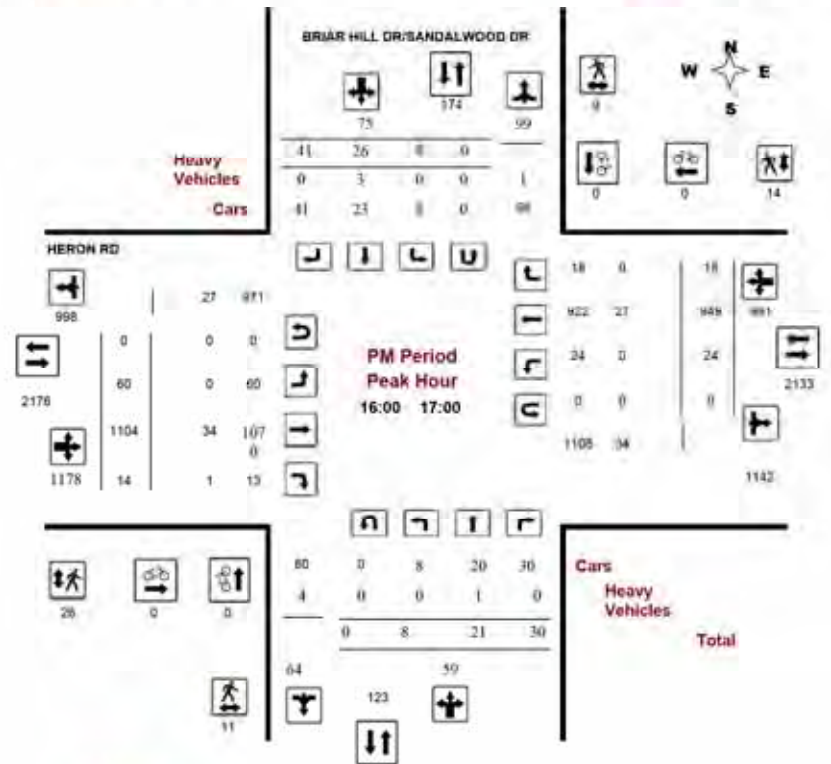 BRIAR HILL DR/SANDALWOOD DR
N
W E
S
174
75 99
9
41 26 8 0
Heavy
Vehicles 0 3 0 0 1
Cars 41 23 8 0 98
0 0 14
HERON RD
998
27 971
18 0 18
991
0 0 0
922 27 949
2133
2176
60 0 60
PM Period
Peak Hour
16:00 17:00
24 0 24
0 0 0
1104 34 107
0
1108 34
1178
14 1 13
1142
60 0 8 20 30 Cars
4 0 0 1 0 Heavy
Vehicles
0 8 21 30 Total
0 0
64 59
123
11